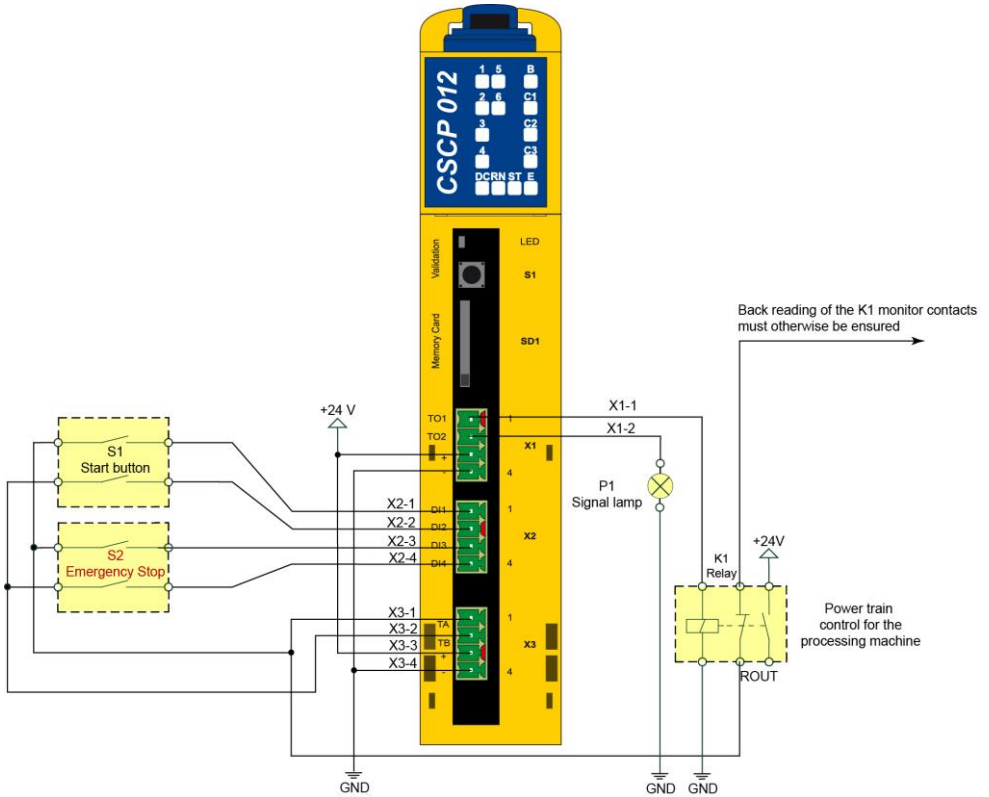 CSCP 012
1 5 B
2 6 C1
3 C2
4 C3
DC RN ST E
Validation
LED
S1
Memory Card
SD1
Back reading of the K1 monitor contacts
must otherwise be ensured
+24 V
TO1
1
X1-1
TO2
X1-2
X1
+
-
4
S1
Start button
P1
Signal lamp
X2-1
DI1
1
X2-2
DI2
X2
X2-3
DI3
X2-4
DI4
4
S2
Emergency Stop
+24V
K1
Relay
Power train
control for the
processing machine
ROUT
X3-1
1
TA
X3-2
TB
X3
X3-3
+
X3-4
-
4
GND
GND
GND